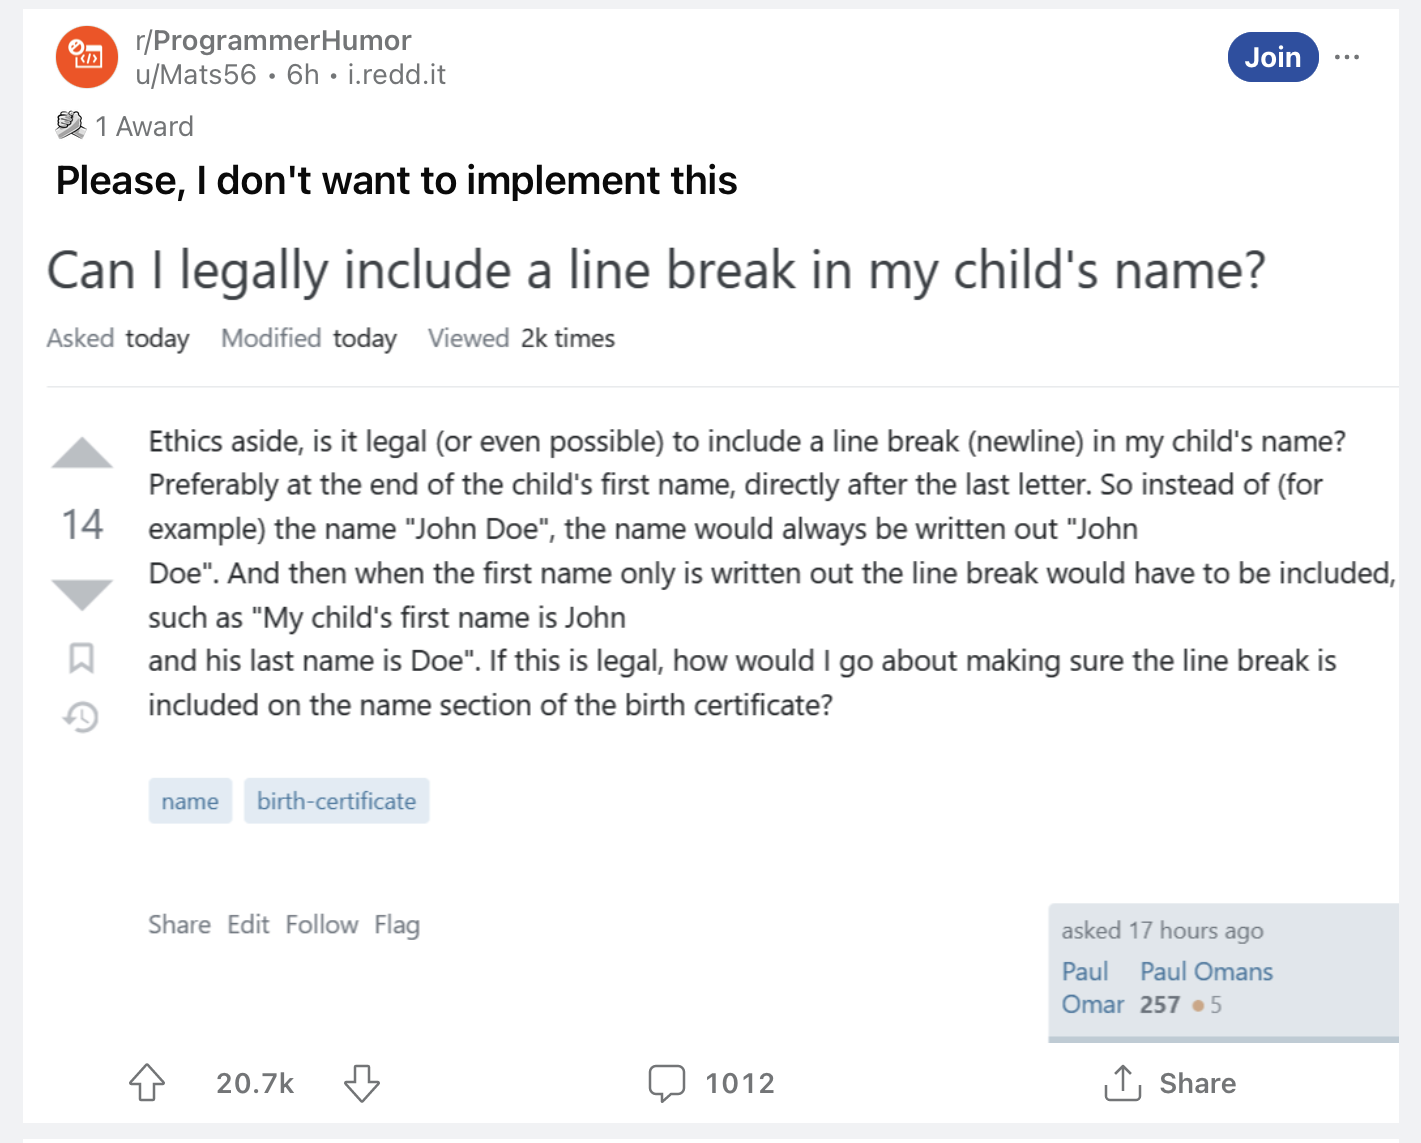 r/ProgrammerHumor
u/Mats56 • 6h • i.redd.it
Join
1 Award
Please, I don't want to implement this
Can I legally include a line break in my child's name?
Asked today Modified today Viewed 2k times
Ethics aside, is it legal (or even possible) to include a line break (newline) in my child's name?
Preferably at the end of the child's first name, directly after the last letter. So instead of (for
14
example) the name "John Doe", the name would always be written out "John
Doe". And then when the first name only is written out the line break would have to be included,
such as "My child's first name is John
and his last name is Doe". If this is legal, how would I go about making sure the line break is
included on the name section of the birth certificate?
name birth-certificate
Share Edit Follow Flag
asked 17 hours ago
Paul Paul Omans
Omar 257 • 5
20.7k 1012 Share